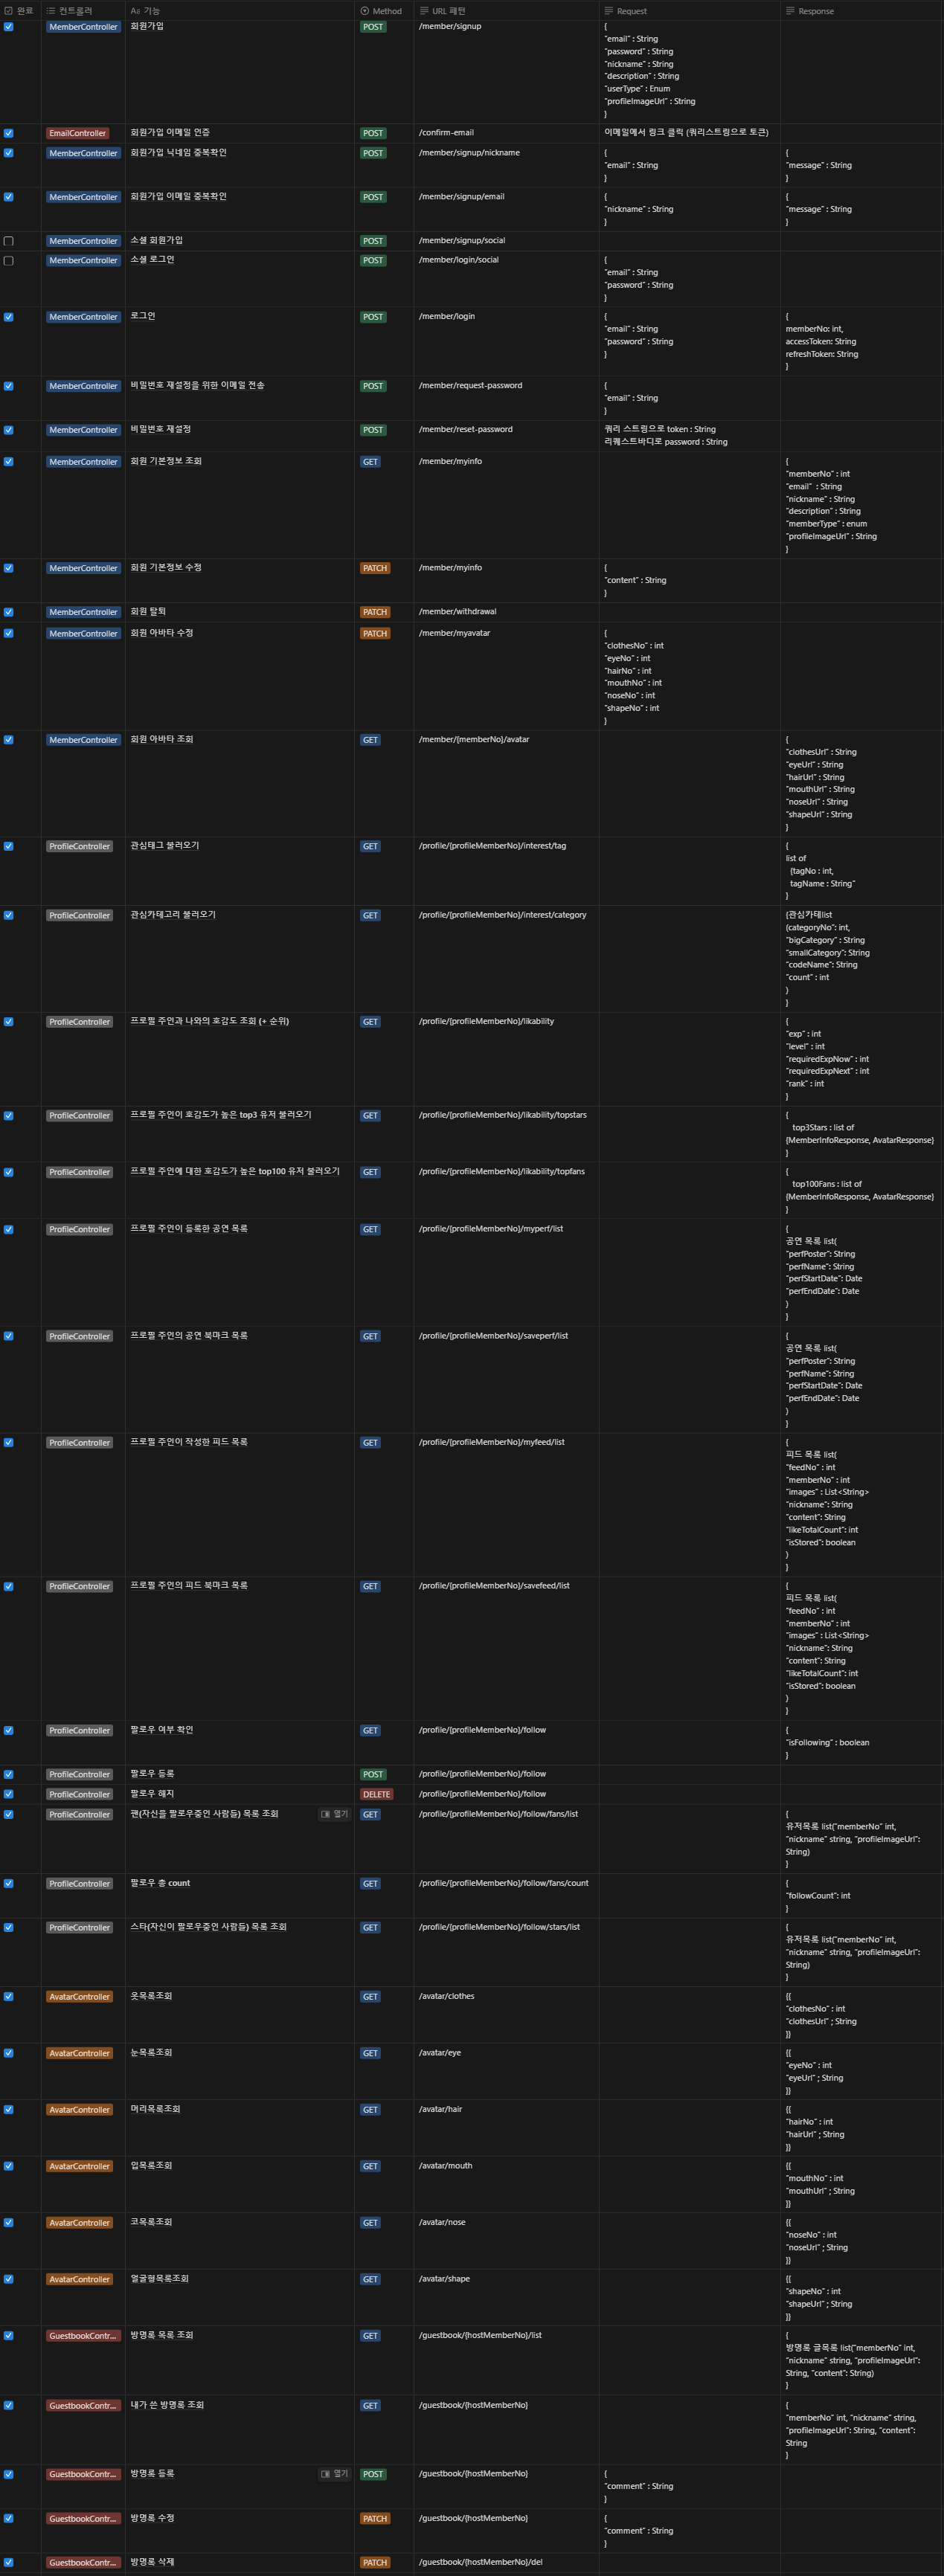 완료 컨트롤러 기능 Method URL 패턴 Request Response
MemberController 회원가입 POST /member/signup {
"email" : String
"password" : String
"nickname" : String
"description" : String
"userType" : Enum
"profileImageUrl" : String
}
EmailController 회원가입 이메일 인증 POST /confirm-email 이메일에서 링크 클릭 (쿼리스트링으로 토큰)
MemberController 회원가입 닉네임 중복확인 POST /member/signup/nickname { {
"email" : String "message" : String
} }
MemberController 회원가입 이메일 중복확인 POST /member/signup/email { {
"nickname" : String "message" : String
} }
MemberController 소셜 회원가입 POST /member/signup/social
MemberController 소셜 로그인 POST /member/login/social {
"email" : String
"password" : String
}
MemberController 로그인 POST /member/login { {
"email" : String memberNo: int,
"password" : String accessToken: String
} refreshToken: String
}
MemberController 비밀번호 재설정을 위한 이메일 전송 POST /member/request-password {
"email" : String
}
MemberController 비밀번호 재설정 POST /member/reset-password 쿼리 스트링으로 token : String
리퀘스트바디로 password : String
MemberController 회원 기본정보 조회 GET /member/myinfo {
"memberNo" : int
"email" : String
"nickname" : String
"description" : String
"memberType" : enum
"profileImageUrl" : String
}
MemberController 회원 기본정보 수정 PATCH /member/myinfo {
"content" : String
}
MemberController 회원 탈퇴 PATCH /member/withdrawal
MemberController 회원 아바타 수정 PATCH /member/myavatar {
"clothesNo" : int
"eyeNo" : int
"hairNo" : int
"mouthNo" : int
"noseNo" : int
"shapeNo" : int
}
MemberController 회원 아바타 조회 GET /member/{memberNo}/avatar {
"clothesUrl" : String
"eyeUrl" : String
"hairUrl" : String
"mouthUrl" : String
"noseUrl" : String
"shapeUrl" : String
}
ProfileController 관심태그 불러오기 GET /profile/{profileMemberNo}/interest/tag {
list of
{tagNo : int,
tagName : String"
}
ProfileController 관심카테고리 불러오기 GET /profile/{profileMemberNo}/interest/category {관심카테list
(categoryNo": int,
"bigCategory" : String
"smallCategory": String
"codeName": String
"count" : int
)
}
ProfileController 프로필 주인과 나와의 호감도 조회 (+ 순위) GET /profile/{profileMemberNo}/likability {
"exp" : int
"level" : int
"requiredExpNow" : int
"requiredExpNext" : int
"rank" : int
}
ProfileController 프로필 주인이 호감도가 높은 top3 유저 불러오기 GET /profile/{profileMemberNo}/likability/topstars {
top3Stars : list of
{MemberInfoResponse, AvatarResponse}
}
ProfileController 프로필 주인에 대한 호감도가 높은 top100 유저 불러오기 GET /profile/{profileMemberNo}/likability/topfans {
top100Fans : list of
{MemberInfoResponse, AvatarResponse}
}
ProfileController 프로필 주인이 등록한 공연 목록 GET /profile/{profileMemberNo}/myperf/list {
공연 목록 list(
"perfPoster": String
"perfName": String
"perfStartDate": Date
"perfEndDate": Date
)
}
ProfileController 프로필 주인의 공연 북마크 목록 GET /profile/{profileMemberNo}/saveperf/list {
공연 목록 list(
"perfPoster": String
"perfName": String
"perfStartDate": Date
"perfEndDate": Date
)
}
ProfileController 프로필 주인이 작성한 피드 목록 GET /profile/{profileMemberNo}/myfeed/list {
피드 목록 list(
"feedNo" : int
"memberNo" : int
"images" : List<String>
"nickname": String
"content": String
"likeTotalCount": int
"isStored": boolean
)
}
ProfileController 프로필 주인의 피드 북마크 목록 GET /profile/{profileMemberNo}/savefeed/list {
피드 목록 list(
"feedNo" : int
"memberNo" : int
"images" : List<String>
"nickname": String
"content": String
"likeTotalCount": int
"isStored": boolean
)
}
ProfileController 팔로우 여부 확인 GET /profile/{profileMemberNo}/follow {
"isFollowing" : boolean
}
ProfileController 팔로우 등록 POST /profile/{profileMemberNo}/follow
ProfileController 팔로우 해지 DELETE /profile/{profileMemberNo}/follow
ProfileController 팬(자신을 팔로우중인 사람들) 목록 조회 열기 GET /profile/{profileMemberNo}/follow/fans/list {
유저목록 list("memberNo" int,
"nickname" string, "profileImageUrl":
String)
}
ProfileController 팔로우 총 count GET /profile/{profileMemberNo}/follow/fans/count {
"followCount": int
}
ProfileController 스타(자신이 팔로우중인 사람들) 목록 조회 GET /profile/{profileMemberNo}/follow/stars/list {
유저목록 list("memberNo" int,
"nickname" string, "profileImageUrl":
String)
}
AvatarController 옷목록조회 GET /avatar/clothes {{
"clothesNo" : int
"clothesUrl" ; String
}}
AvatarController 눈목록조회 GET /avatar/eye {{
"eyeNo" : int
"eyeUrl" ; String
}}
AvatarController 머리목록조회 GET /avatar/hair {{
"hairNo" : int
"hairUrl" ; String
}}
AvatarController 입목록조회 GET /avatar/mouth {{
"mouthNo" : int
"mouthUrl" ; String
}}
AvatarController 코목록조회 GET /avatar/nose {{
"noseNo" : int
"noseUrl" ; String
}}
AvatarController 얼굴형목록조회 GET /avatar/shape {{
"shapeNo" : int
"shapeUrl" ; String
}}
GuestbookContr... 방명록 목록 조회 GET /guestbook/{hostMemberNo}/list {
방명록 글목록 list("memberNo" int,
"nickname" string, "profileImageUrl":
String, "content": String)
}
GuestbookContr... 내가 쓴 방명록 조회 GET /guestbook/{hostMemberNo} {
"memberNo" int, "nickname" string,
"profileImageUrl": String, "content":
String
}
GuestbookContr... 방명록 등록 열기 POST /guestbook/{hostMemberNo} {
"comment" : String
}
GuestbookContr... 방명록 수정 PATCH /guestbook/{hostMemberNo} {
"comment" : String
}
GuestbookContr... 방명록 삭제 PATCH /guestbook/{hostMemberNo}/del